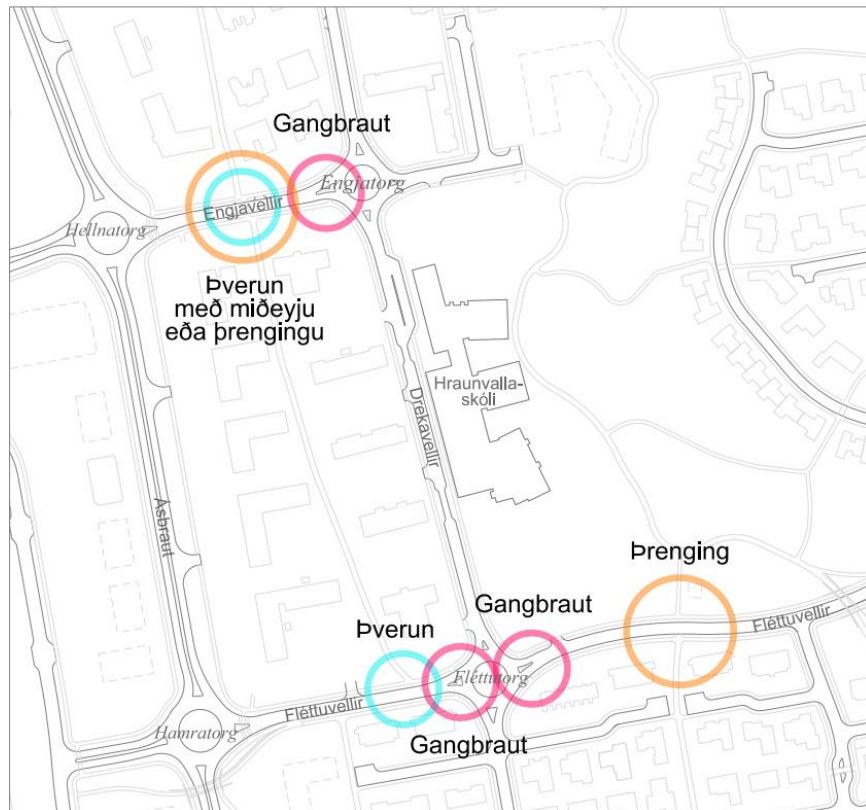 Gangbraut
Engjatorg
Engjavellir
Hellnatorg
Þverun
með miðeyju
eða þrengingu
Hraunvalla-
skóli
Drekavellir
Ásbraut
Þrenging
Gangbraut
Fléttuvellir
Þverun
Fléttutorg
Fléttuvellir
Hamratorg
Gangbraut